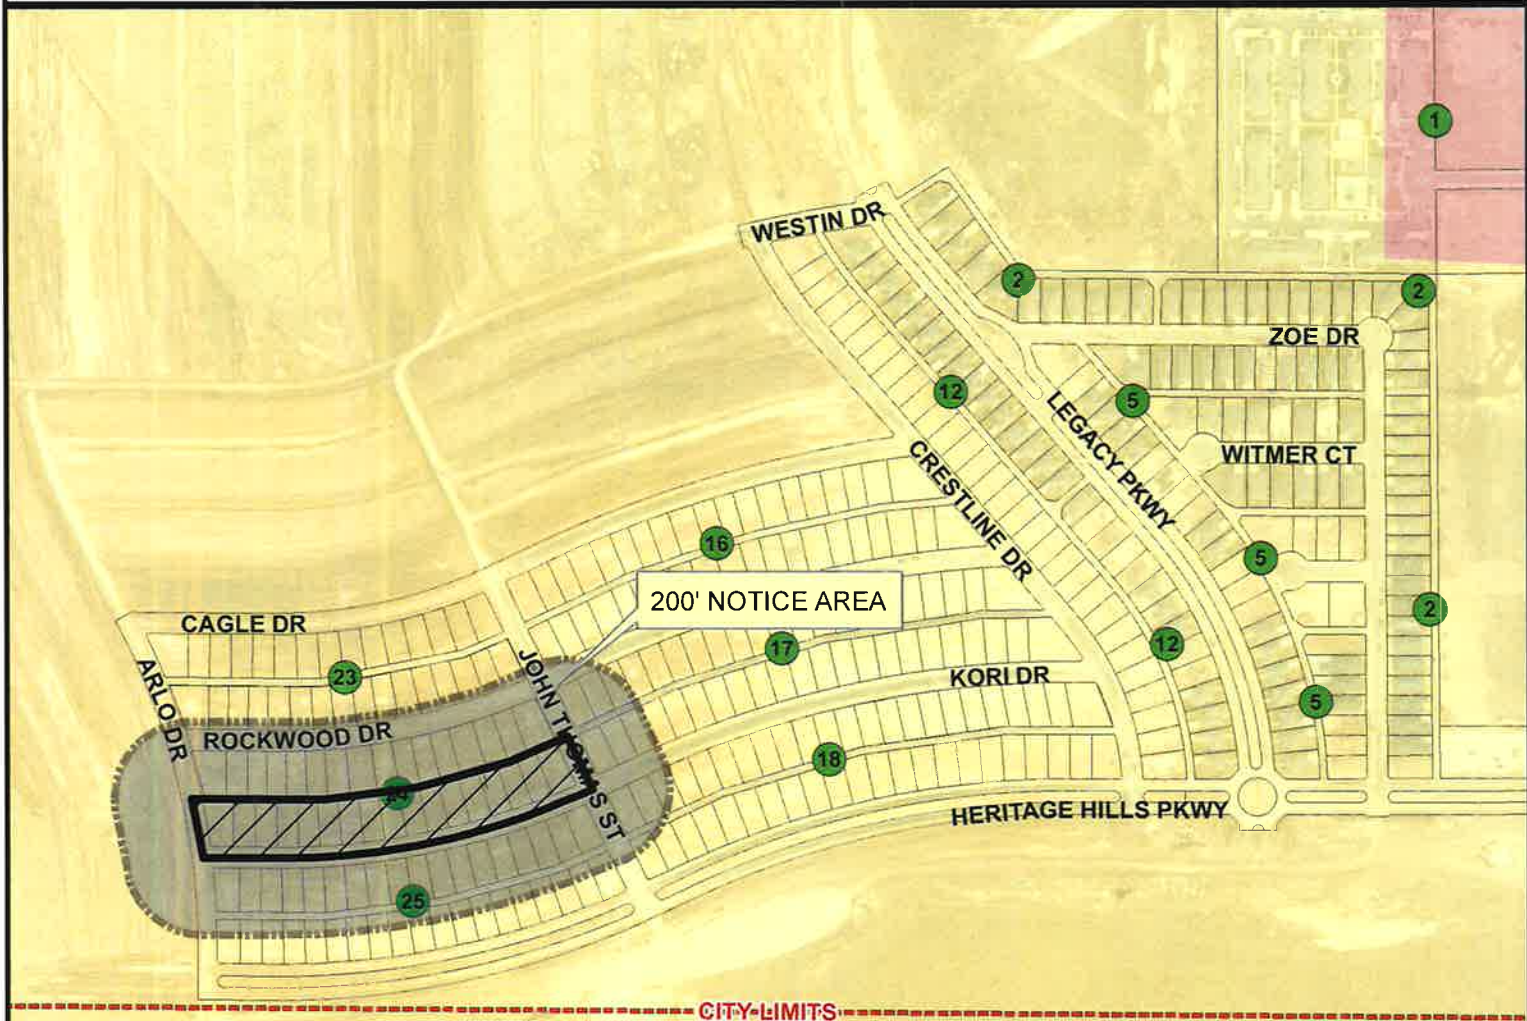 1
WESTIN DR
2
2
ZOE DR
12
5
LEGACY PKWY
WITMER CT
CRESTLINE DR
16
5
200' NOTICE AREA
CAGLE DR
2
17
12
23
JOHN THOMAS ST
KORI DR
ARLO DR
5
ROCKWOOD DR
18
24
HERITAGE HILLS PKWY
25
CITY LIMITS